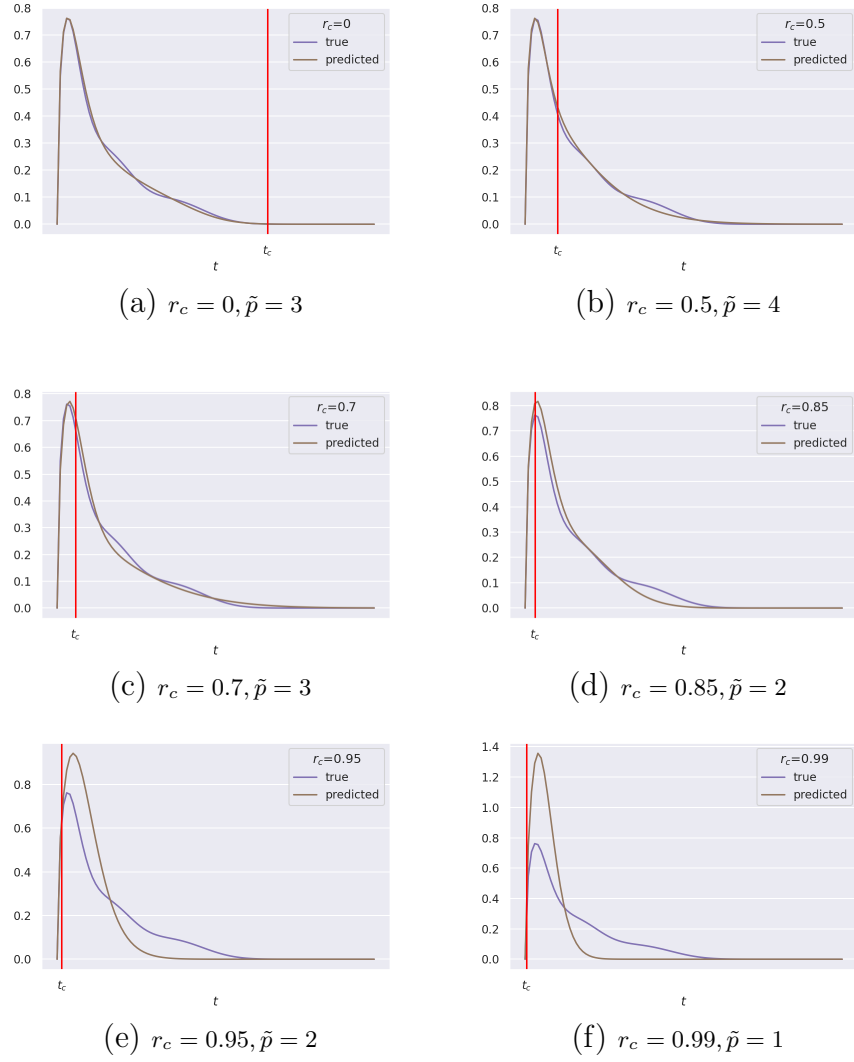 0.8
0.7
0.6
0.5
0.4
0.3
0.2
0.1
0.0
r_c=0
true
predicted
t_c
t
(a) r_c = 0, p̃ = 3
0.8
0.7
0.6
0.5
0.4
0.3
0.2
0.1
0.0
r_c=0.5
true
predicted
t_c
t
(b) r_c = 0.5, p̃ = 4
0.8
0.7
0.6
0.5
0.4
0.3
0.2
0.1
0.0
r_c=0.7
true
predicted
t_c
t
(c) r_c = 0.7, p̃ = 3
0.8
0.7
0.6
0.5
0.4
0.3
0.2
0.1
0.0
r_c=0.85
true
predicted
t_c
t
(d) r_c = 0.85, p̃ = 2
0.8
0.6
0.4
0.2
0.0
r_c=0.95
true
predicted
t_c
t
(e) r_c = 0.95, p̃ = 2
1.4
1.2
1.0
0.8
0.6
0.4
0.2
0.0
r_c=0.99
true
predicted
t_c
t
(f) r_c = 0.99, p̃ = 1